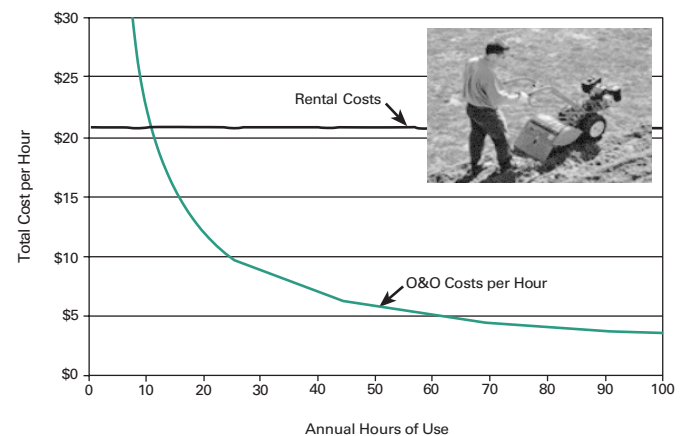 $30
$25
$20
$15
$10
$5
$0
Total Cost per Hour
Rental Costs
O&O Costs per Hour
0 10 20 30 40 50 60 70 80 90 100
Annual Hours of Use